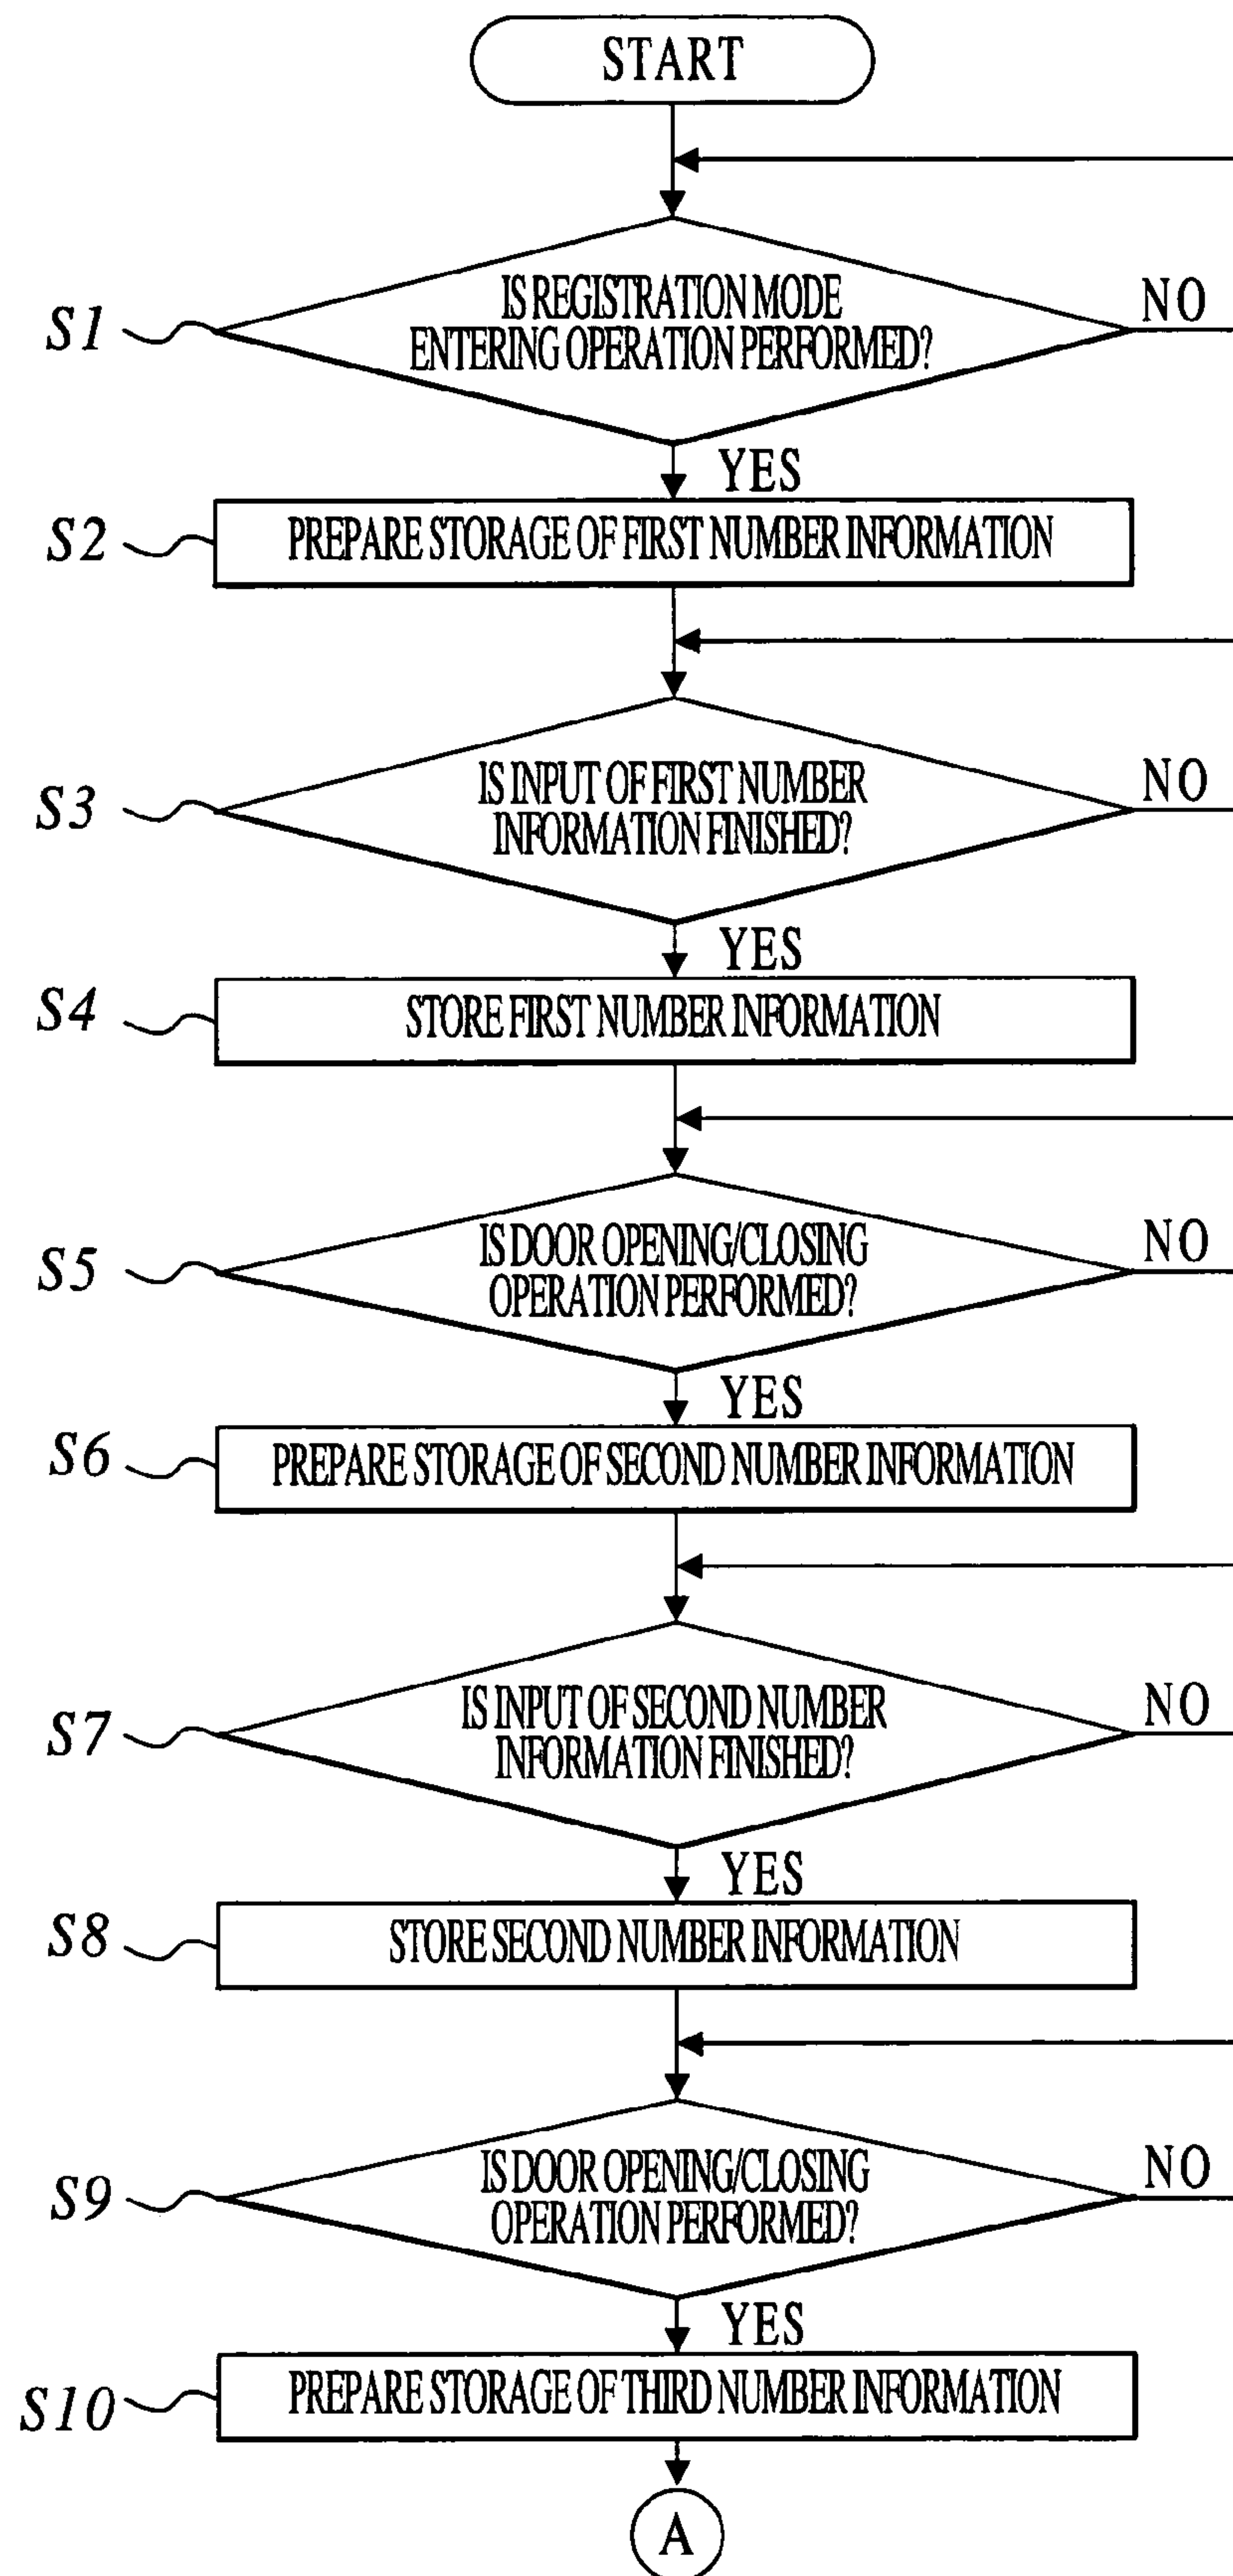 START
S1
IS REGISTRATION MODE
ENTERING OPERATION PERFORMED?
NO
YES
S2
PREPARE STORAGE OF FIRST NUMBER INFORMATION
S3
IS INPUT OF FIRST NUMBER
INFORMATION FINISHED?
NO
YES
S4
STORE FIRST NUMBER INFORMATION
S5
IS DOOR OPENING/CLOSING
OPERATION PERFORMED?
NO
YES
S6
PREPARE STORAGE OF SECOND NUMBER INFORMATION
S7
IS INPUT OF SECOND NUMBER
INFORMATION FINISHED?
NO
YES
S8
STORE SECOND NUMBER INFORMATION
S9
IS DOOR OPENING/CLOSING
OPERATION PERFORMED?
NO
YES
S10
PREPARE STORAGE OF THIRD NUMBER INFORMATION
A